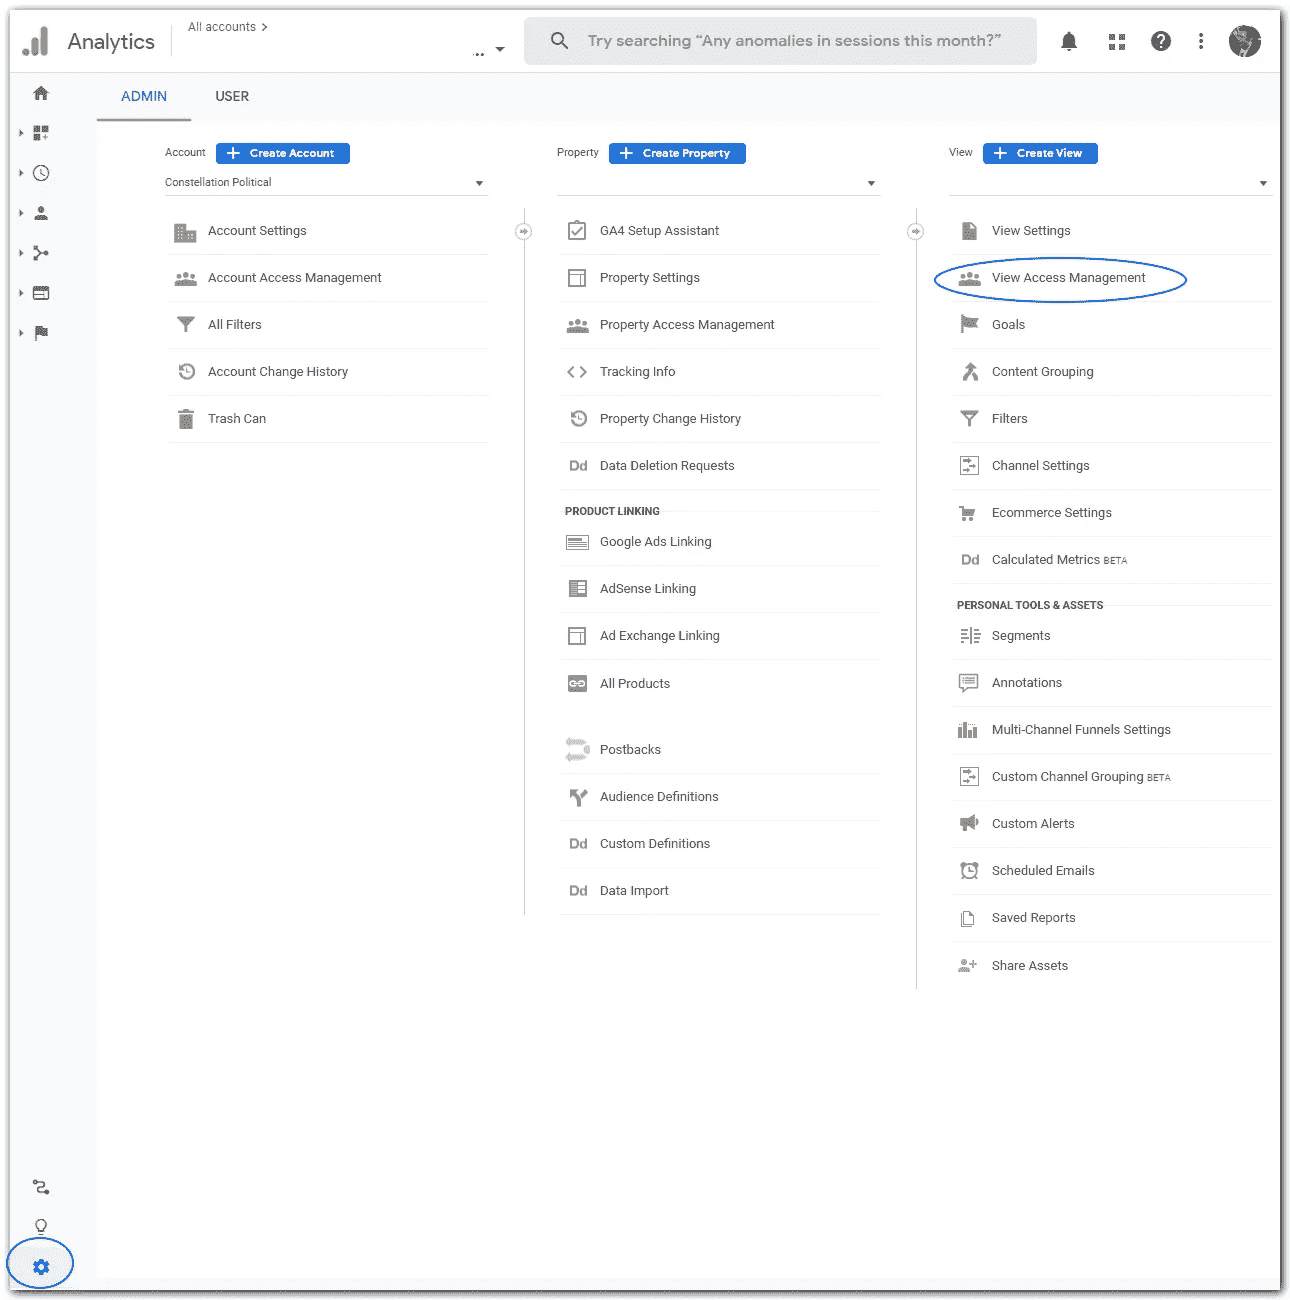 Analytics
All accounts >
...
Try searching “Any anomalies in sessions this month?”
ADMIN
USER
Account
+ Create Account
Constellation Political
Account Settings
Account Access Management
All Filters
Account Change History
Trash Can
Property
+ Create Property
GA4 Setup Assistant
Property Settings
Property Access Management
<> Tracking Info
Property Change History
Dd Data Deletion Requests
PRODUCT LINKING
Google Ads Linking
AdSense Linking
Ad Exchange Linking
All Products
Postbacks
Audience Definitions
Dd Custom Definitions
Dd Data Import
View
+ Create View
View Settings
View Access Management
Goals
Content Grouping
Filters
Channel Settings
Ecommerce Settings
Dd Calculated Metrics BETA
PERSONAL TOOLS & ASSETS
Segments
Annotations
Multi-Channel Funnels Settings
Custom Channel Grouping BETA
Custom Alerts
Scheduled Emails
Saved Reports
Share Assets